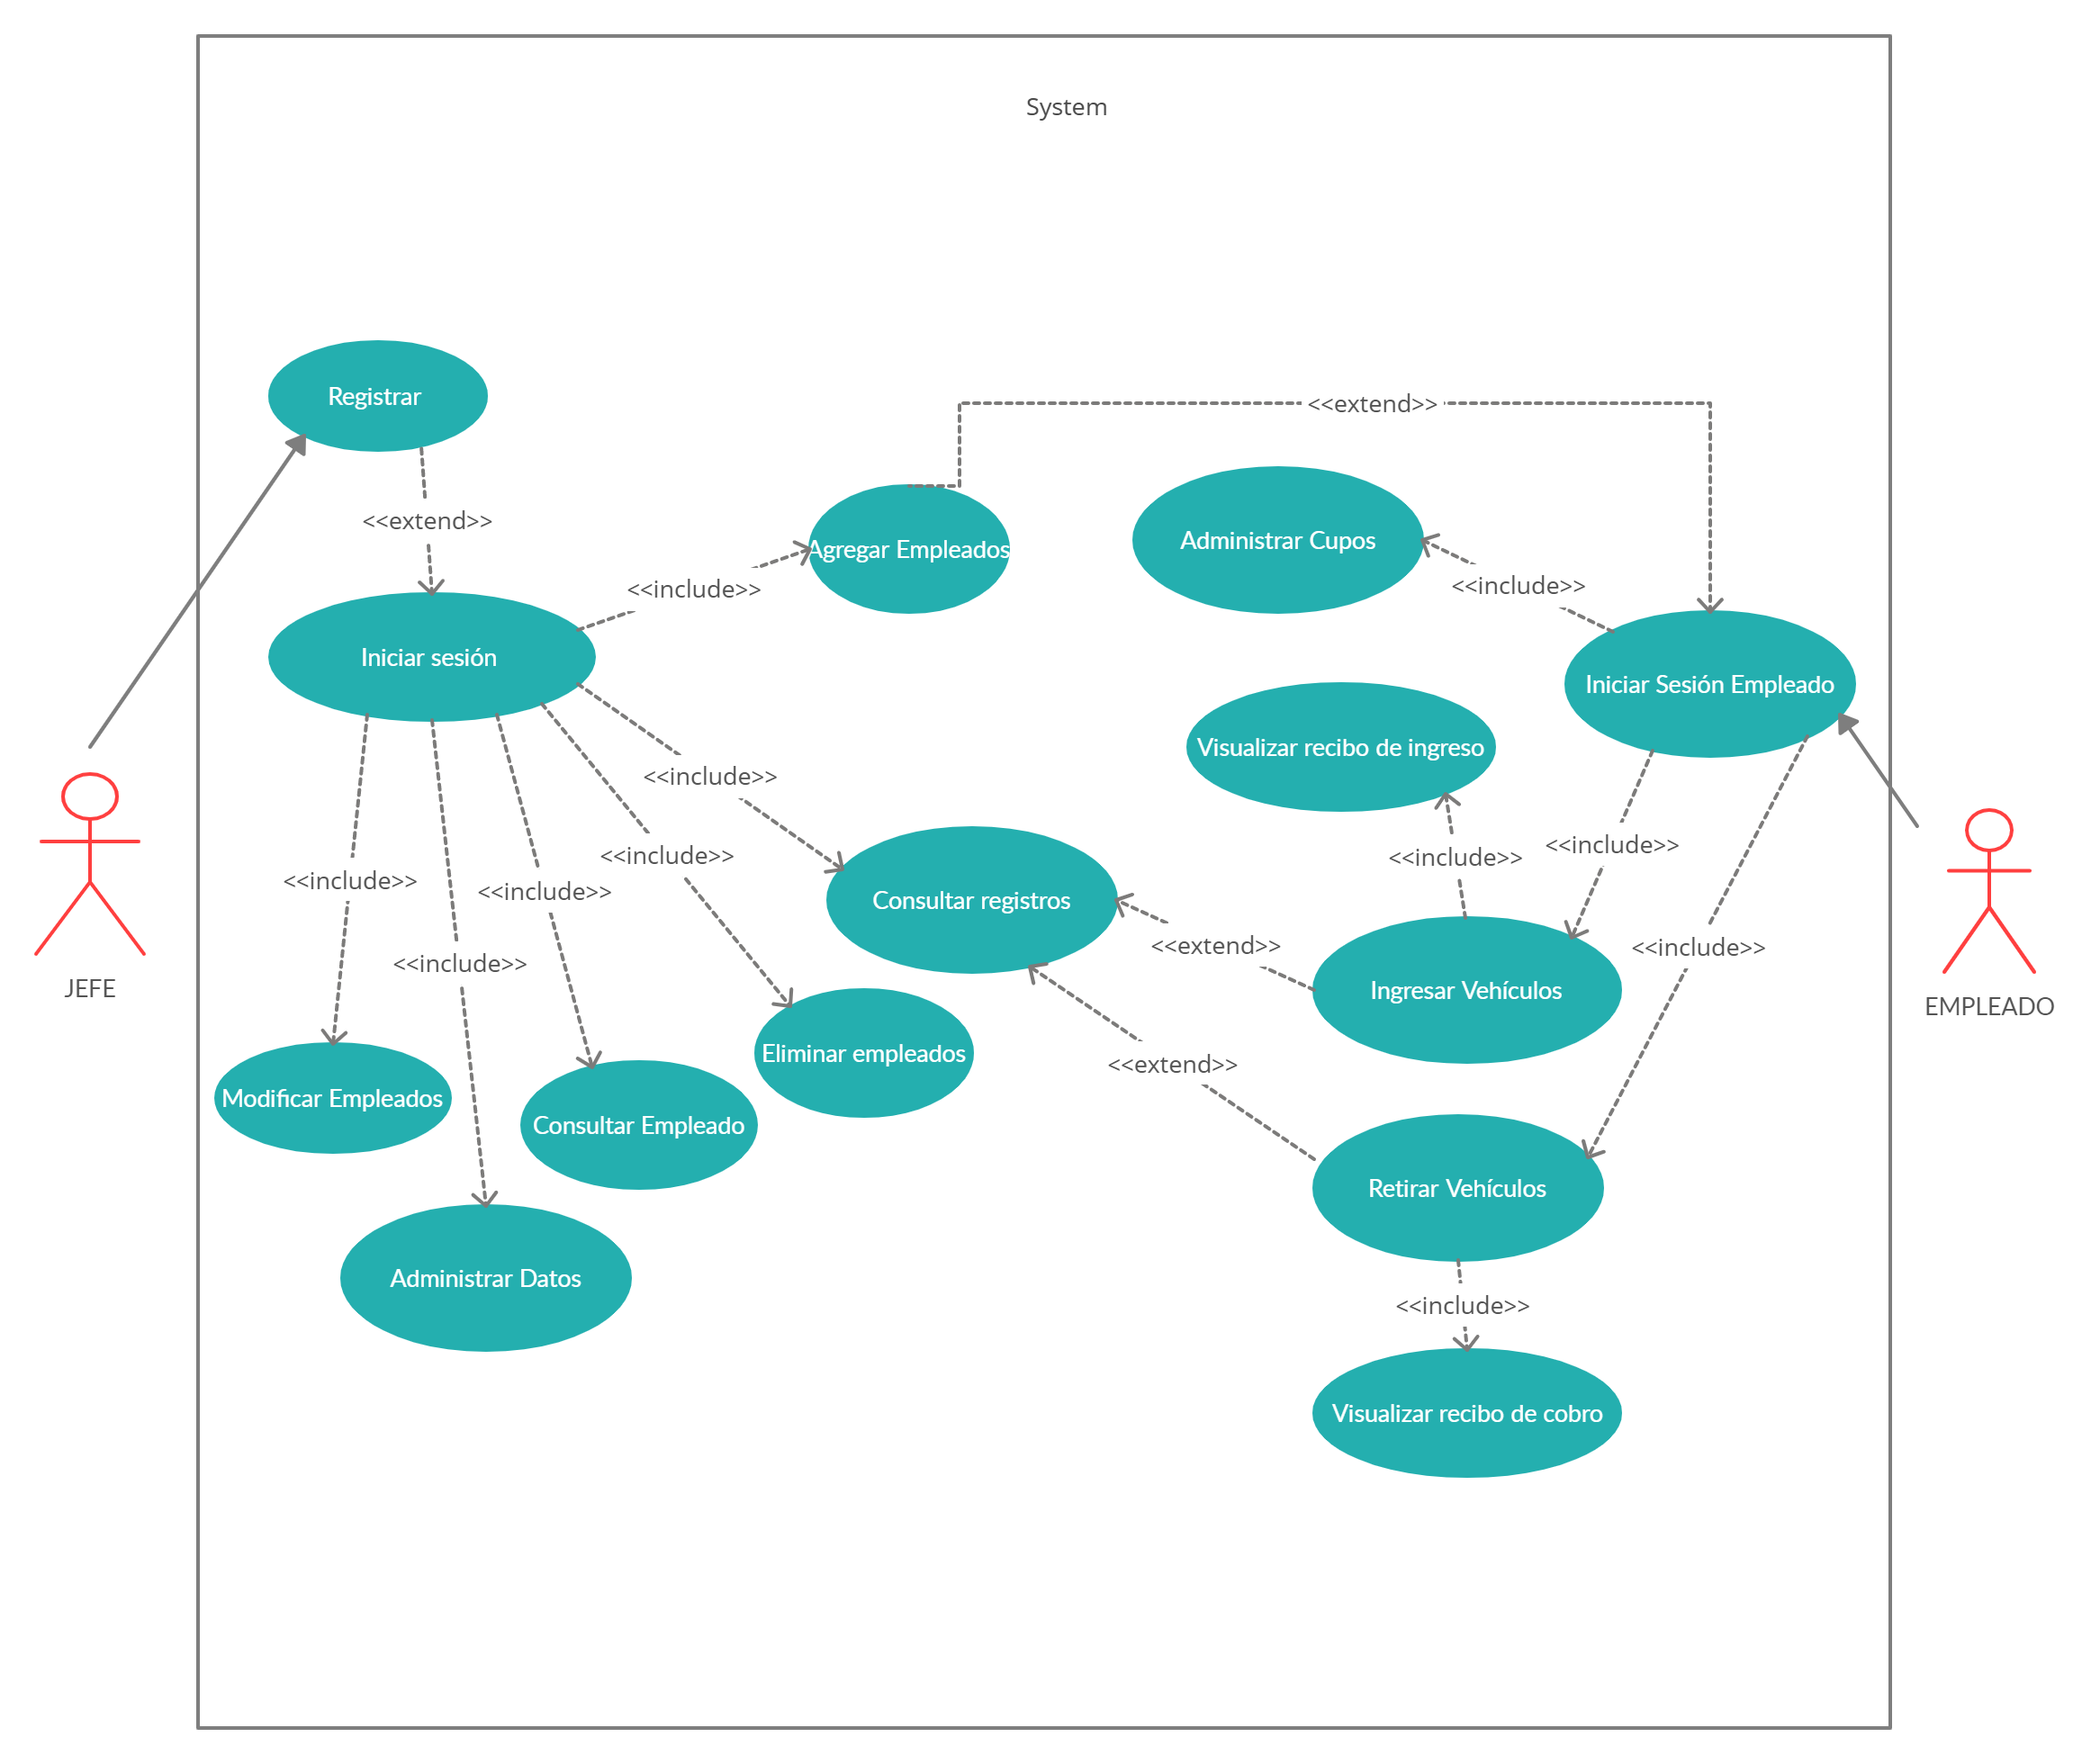 System
Registrar
<<extend>>
<<extend>>
Agregar Empleados
Administrar Cupos
<<include>>
<<include>>
Iniciar sesión
Iniciar Sesión Empleado
Visualizar recibo de ingreso
<<include>>
<<include>>
<<include>>
<<include>>
<<include>>
<<include>>
<<include>>
Consultar registros
<<extend>>
<<include>>
<<include>>
JEFE
Ingresar Vehículos
EMPLEADO
Eliminar empleados
<<extend>>
Modificar Empleados
Consultar Empleado
Retirar Vehículos
Administrar Datos
<<include>>
Visualizar recibo de cobro